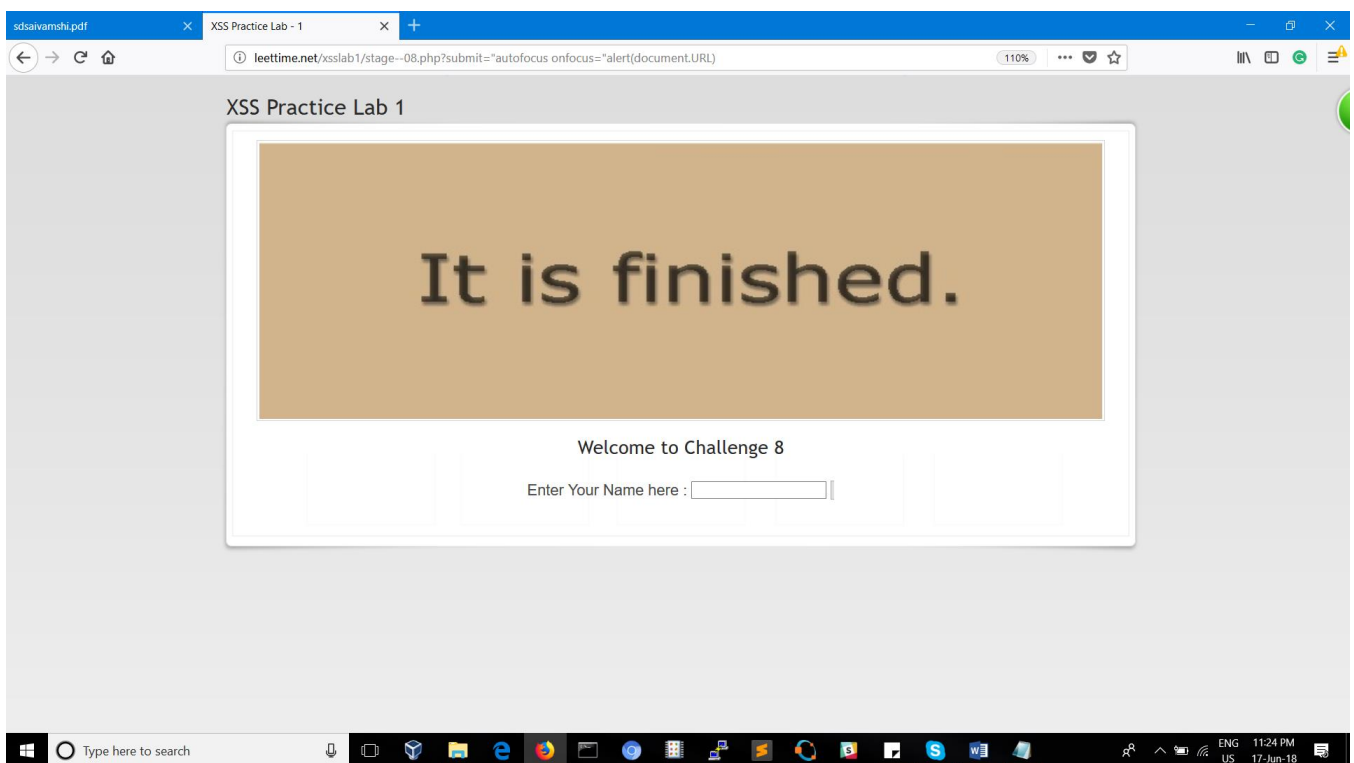 sdsaivamshi.pdf
XSS Practice Lab - 1
leettime.net/xsslab1/stage--08.php?submit="autofocus onfocus="alert(document.URL)
110%
XSS Practice Lab 1
It is finished.
Welcome to Challenge 8
Enter Your Name here :
Type here to search
ENG
US
11:24 PM
17-Jun-18